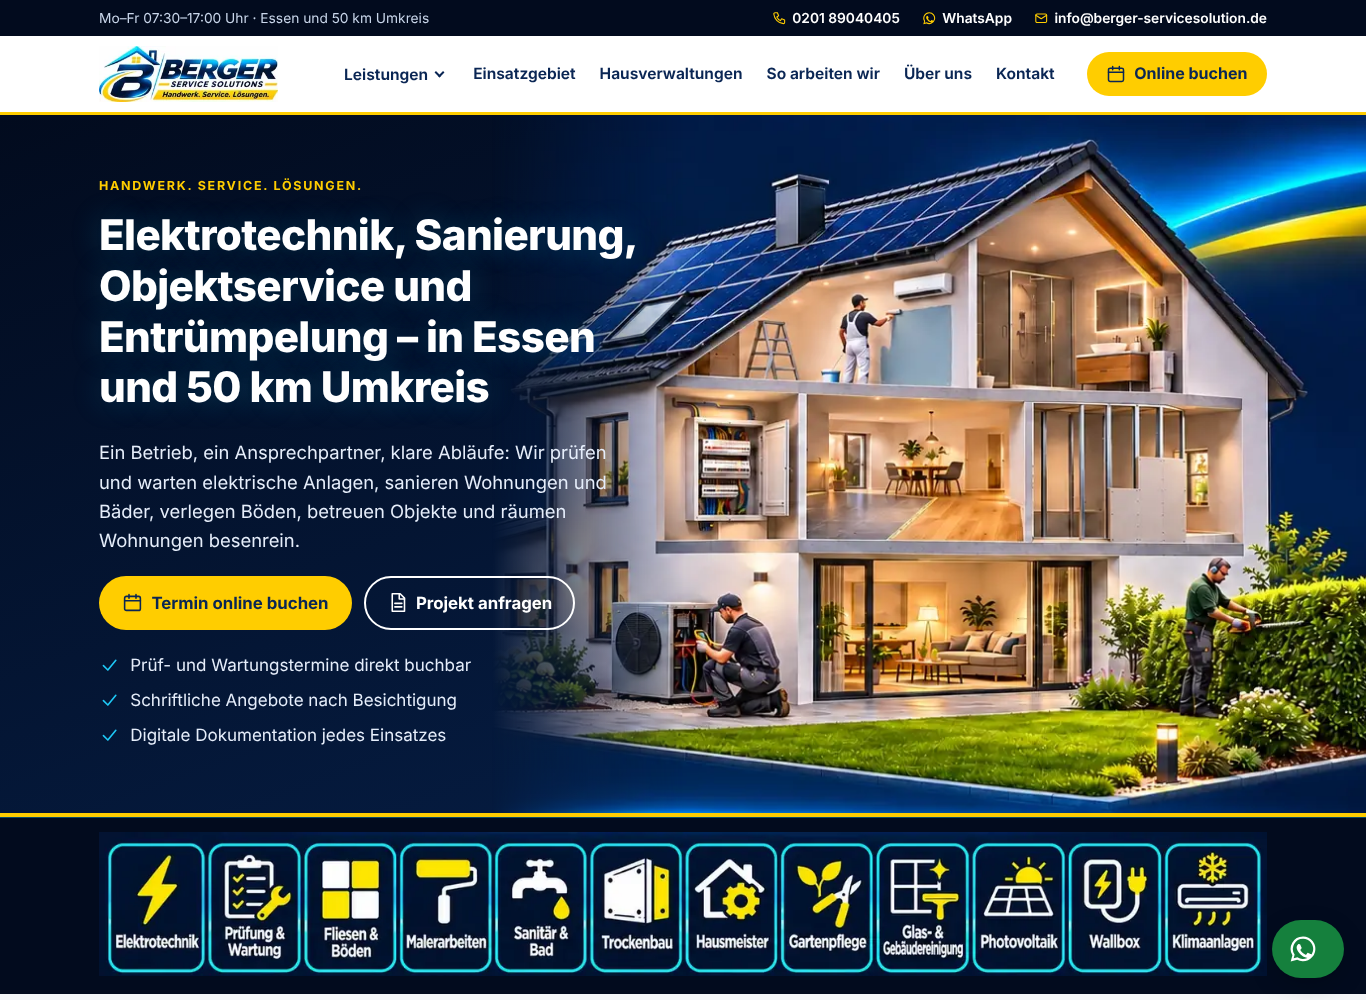 Mo–Fr 07:30–17:00 Uhr · Essen und 50 km Umkreis
0201 89040405
WhatsApp
info@berger-servicesolution.de
B BERGER
SERVICE SOLUTIONS
Handwerk. Service. Lösungen.
Leistungen
Einsatzgebiet
Hausverwaltungen
So arbeiten wir
Über uns
Kontakt
Online buchen
HANDWERK. SERVICE. LÖSUNGEN.
Elektrotechnik, Sanierung,
Objektservice und
Entrümpelung – in Essen
und 50 km Umkreis
Ein Betrieb, ein Ansprechpartner, klare Abläufe: Wir prüfen
und warten elektrische Anlagen, sanieren Wohnungen und
Bäder, verlegen Böden, betreuen Objekte und räumen
Wohnungen besenrein.
Termin online buchen
Projekt anfragen
Prüf- und Wartungstermine direkt buchbar
Schriftliche Angebote nach Besichtigung
Digitale Dokumentation jedes Einsatzes
Elektrotechnik
Prüfung &
Wartung
Fliesen &
Böden
Malerarbeiten
Sanitär &
Bad
Trockenbau
Hausmeister
Gartenpflege
Glas- &
Gebäudereinigung
Photovoltaik
Wallbox
Klimaanlagen